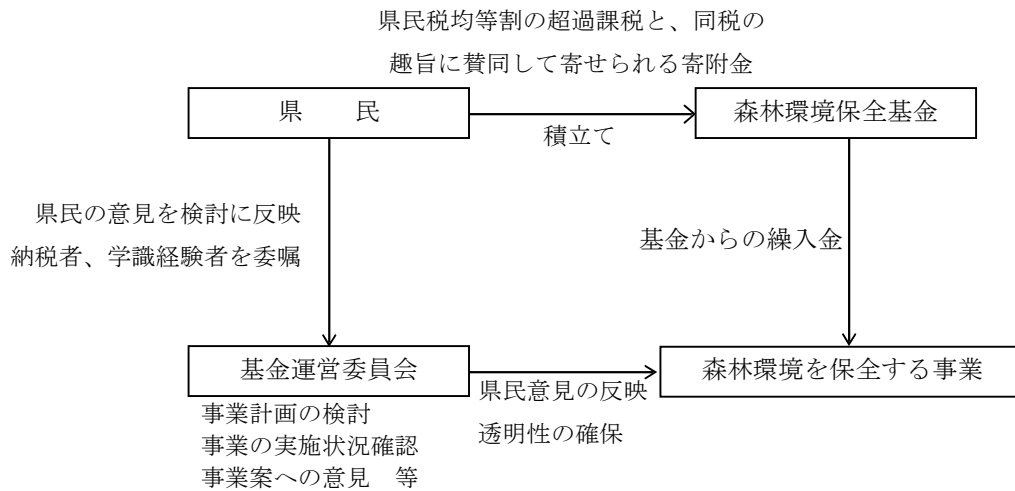 県民税均等割の超過課税と、同税の
趣旨に賛同して寄せられる寄附金
県　　民
森林環境保全基金
積立て
県民の意見を検討に反映
納税者、学識経験者を委嘱
基金からの繰入金
基金運営委員会
森林環境を保全する事業
県民意見の反映
透明性の確保
事業計画の検討
事業の実施状況確認
事業案への意見　等